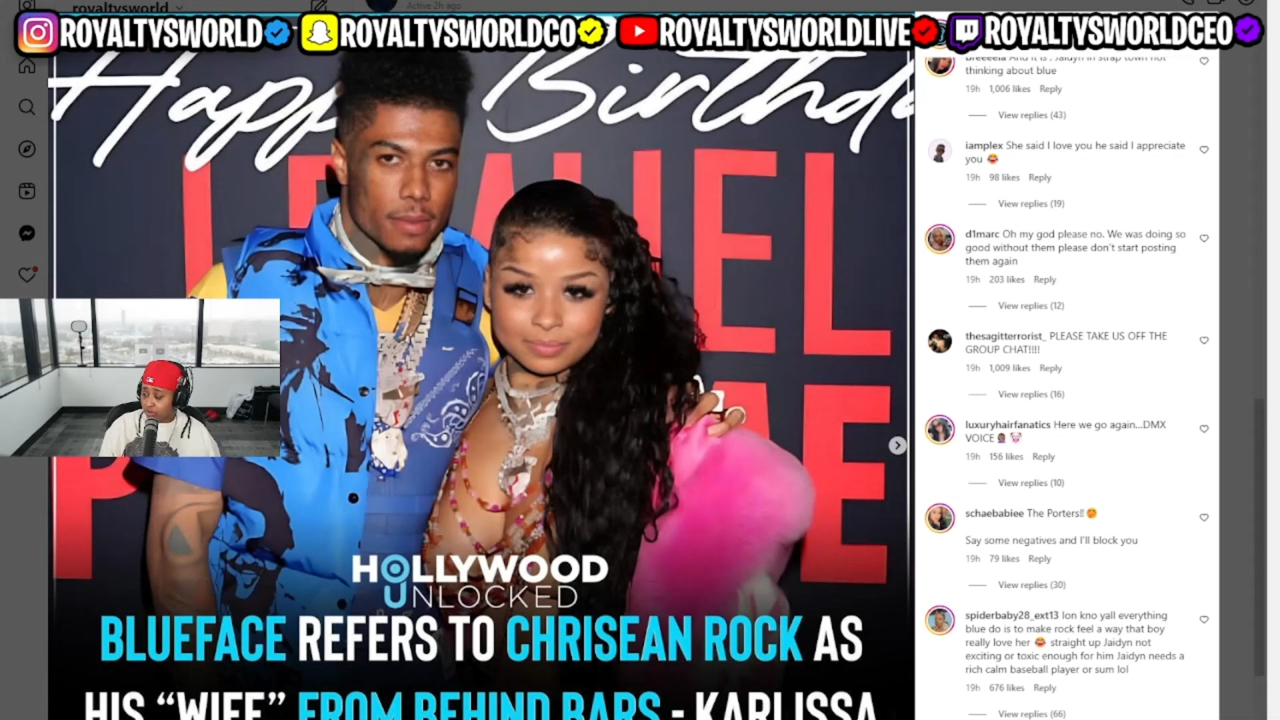 royaltysworld
Active 2h ago
ROYALTYSWORLD ROYALTYSWORLDCO ROYALTYSWORLDLIVE ROYALTYSWORLDCEO
Happy Birthd
HOLLYWOOD
UNLOCKED
BLUEFACE REFERS TO CHRISEAN ROCK AS
HIS “WIFE” FROM BEHIND BARS - KARLISSA
breeeela And it is , Jaidyn in strap town not
thinking about blue
19h 1,006 likes Reply
View replies (43)
iamplex She said I love you he said I appreciate
you 😂
19h 98 likes Reply
View replies (19)
d1marc Oh my god please no. We was doing so
good without them please don't start posting
them again
19h 203 likes Reply
View replies (12)
thesagitterrorist_ PLEASE TAKE US OFF THE
GROUP CHAT!!!!
19h 1,009 likes Reply
View replies (16)
luxuryhairfanatics Here we go again...DMX
VOICE
19h 156 likes Reply
View replies (10)
schaebabiee The Porters!!
Say some negatives and I'll block you
19h 79 likes Reply
View replies (30)
spiderbaby28_ext13 Ion kno yall everything
blue do is to make rock feel a way that boy
really love her 😂 straight up Jaidyn not
exciting or toxic enough for him Jaidyn needs a
rich calm baseball player or sum lol
19h 676 likes Reply
View replies (66)